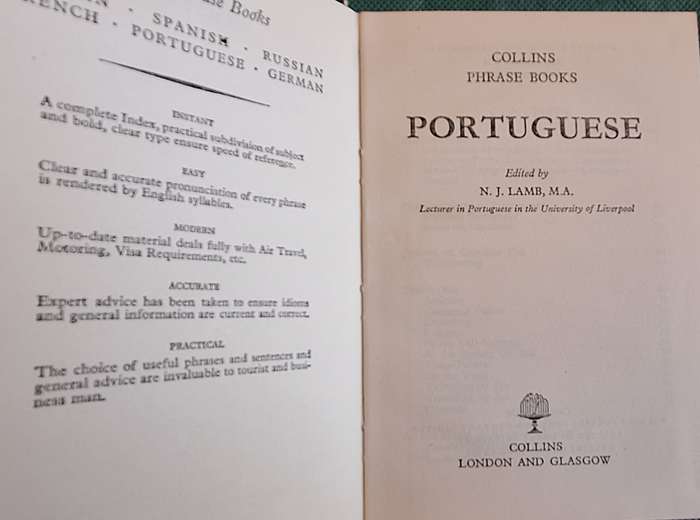 se Books
N · SPANISH · RUSSIAN
RENCH · PORTUGUESE · GERMAN
INSTANT
A complete Index, practical subdivision of subject
and bold, clear type ensure speed of reference.
EASY
Clear and accurate pronunciation of every phrase
is rendered by English syllables.
MODERN
Up-to-date material deals fully with Air Travel,
Motoring, Visa Requirements, etc.
ACCURATE
Expert advice has been taken to ensure idioms
and general information are current and correct.
PRACTICAL
The choice of useful phrases and sentences and
general advice are invaluable to tourist and busi-
ness man.
COLLINS
PHRASE BOOKS
PORTUGUESE
Edited by
N. J. LAMB, M.A.
Lecturer in Portuguese in the University of Liverpool
COLLINS
LONDON AND GLASGOW